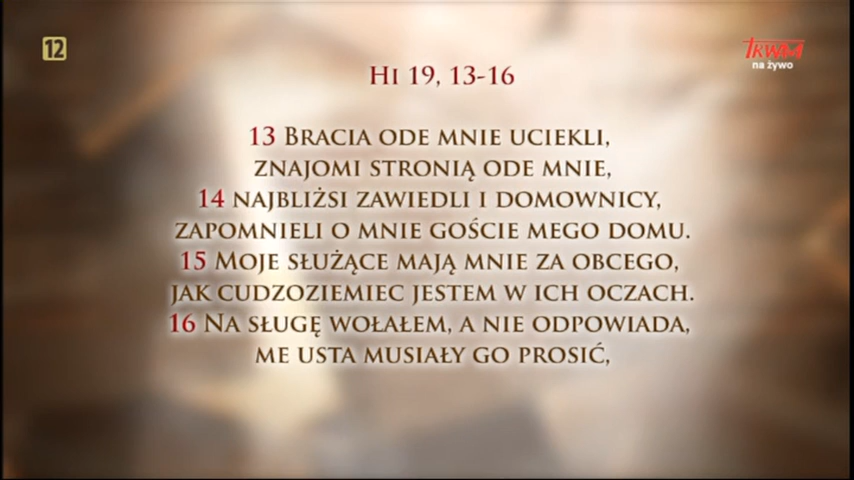 12
TRWAM
na żywo
Hi 19, 13-16
13 Bracia ode mnie uciekli,
znajomi stronią ode mnie,
14 najbliżsi zawiedli i domownicy,
zapomnieli o mnie goście mego domu.
15 Moje służące mają mnie za obcego,
jak cudzoziemiec jestem w ich oczach.
16 Na sługę wołałem, a nie odpowiada,
me usta musiały go prosić,